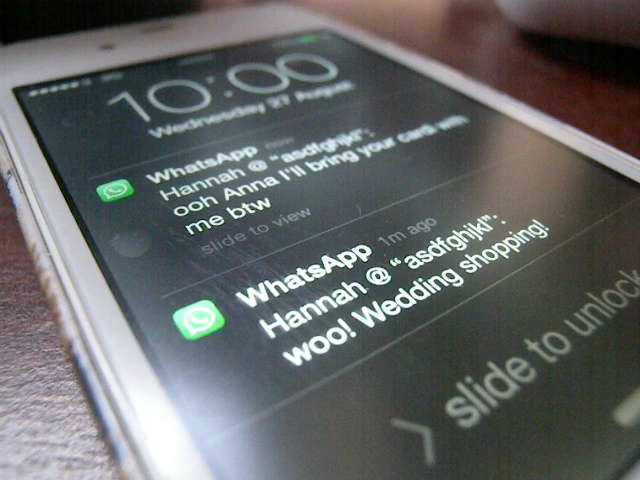 10:00
Wednesday 27 August
WhatsApp now
Hannah @ "asdfghjkl":
ooh Anna I'll bring your cardi with
me btw
slide to view
WhatsApp 1m ago
Hannah @ "asdfghjkl":
woo! Wedding shopping!
> slide to unlock